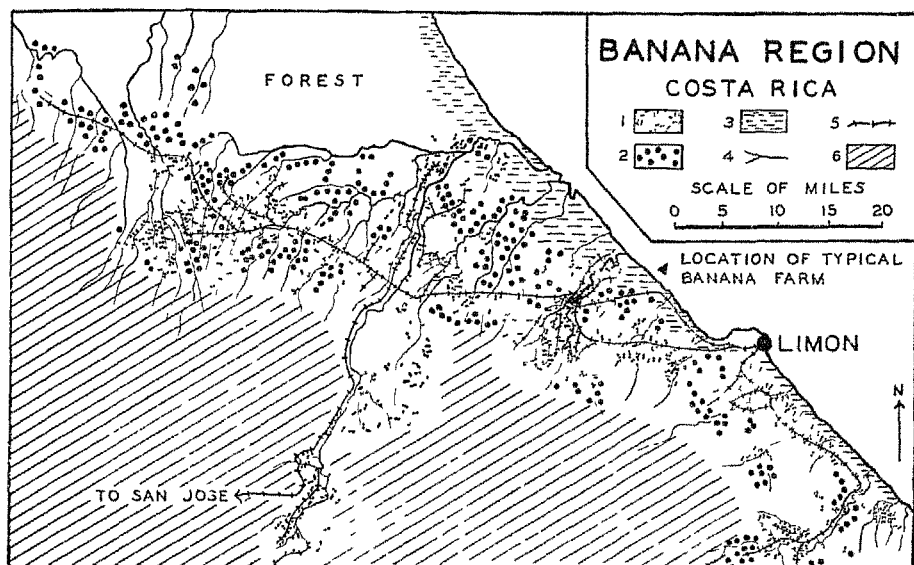 BANANA REGION
COSTA RICA
1 3 5
2 4 6
SCALE OF MILES
0 5 10 15 20
FOREST
LOCATION OF TYPICAL
BANANA FARM
LIMON
N
TO SAN JOSE